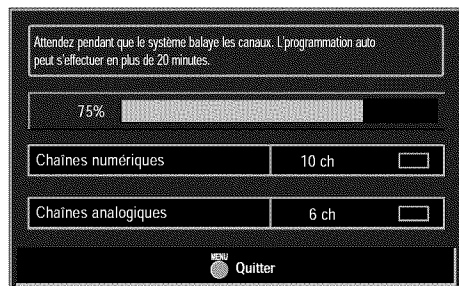 Attendez pendant que le système balaye les canaux. L'programmation auto
peut s'effectuer en plus de 20 minutes.
75%
Chaînes numériques 10 ch
Chaînes analogiques 6 ch
MENU
Quitter